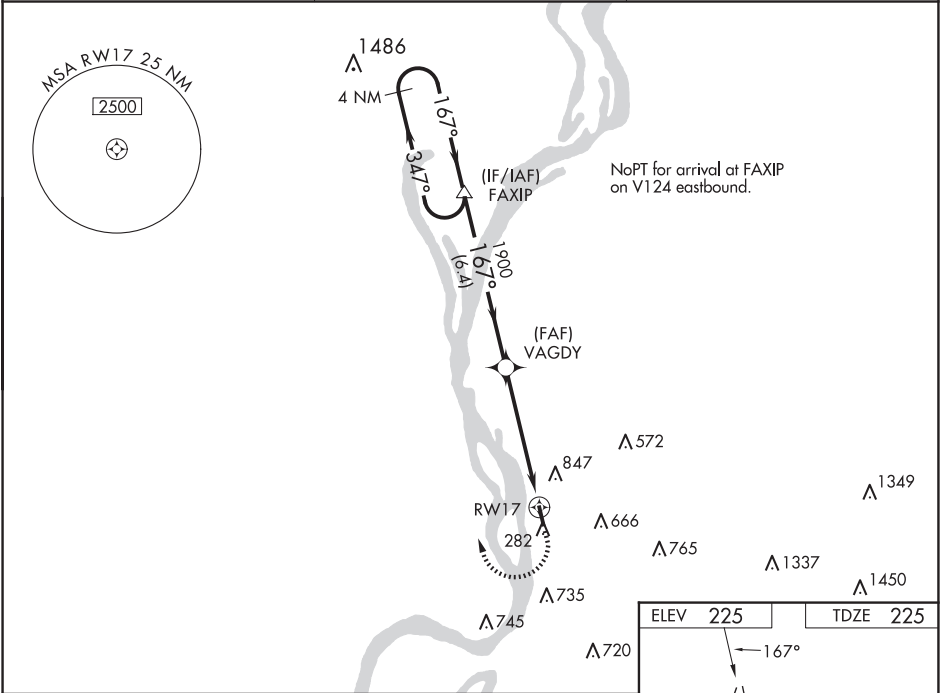 MSA RW17 25 NM
2500
1486
4 NM
167°
347°
(IF/IAF)
FAXIP
NoPT for arrival at FAXIP
on V124 eastbound.
1900
167°
(6.4)
(FAF)
VAGDY
572
847
1349
RW17
666
282
765
1337
1450
735
745
720
ELEV 225
TDZE 225
167°